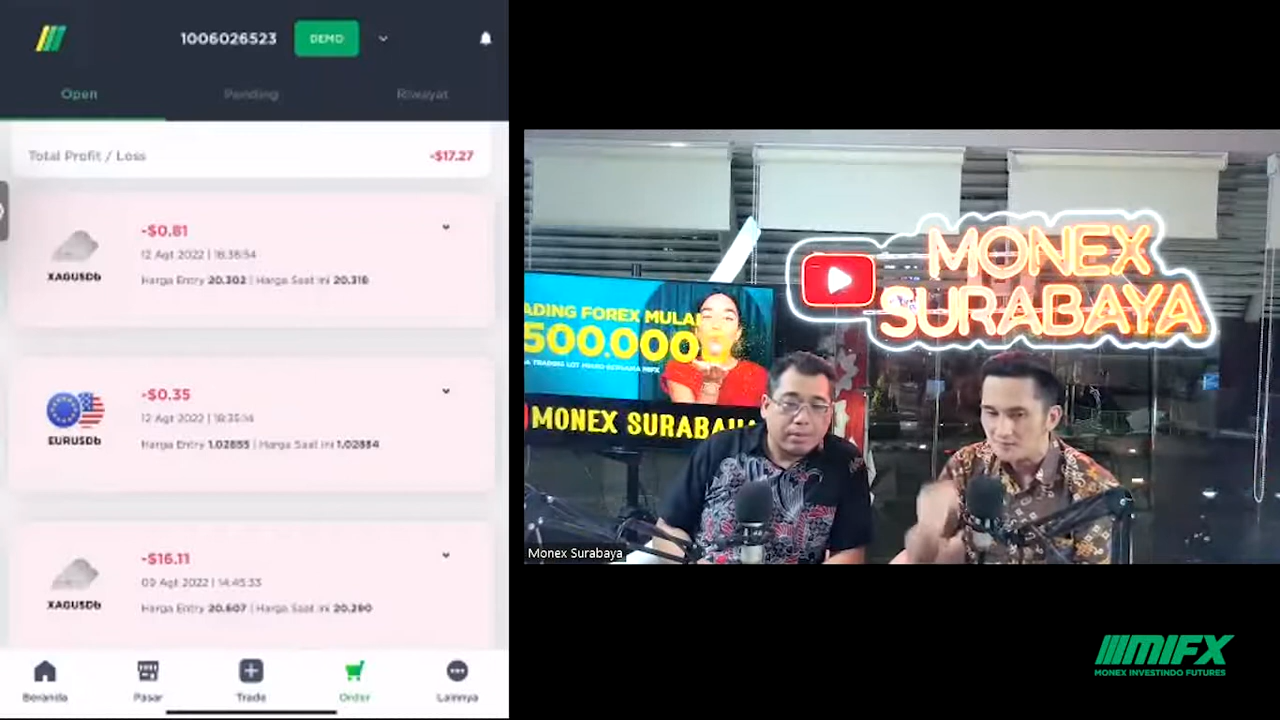 1006026523
DEMO
Open
Pending
Riwayat
Total Profit / Loss
-$17.27
-$0.81
12 Agt 2022 | 18:36:54
XAGUSDb
Harga Entry 20.302 | Harga Saat Ini 20.318
-$0.35
12 Agt 2022 | 18:35:14
EURUSDb
Harga Entry 1.02855 | Harga Saat Ini 1.02884
-$16.11
09 Agt 2022 | 14:45:33
XAGUSDb
Harga Entry 20.607 | Harga Saat Ini 20.290
Beranda
Pasar
Trade
Order
Lainnya
MONEX
SURABAYA
ADING FOREX MULAI
500.000
MONEX SURABAYA
Monex Surabaya
MIFX
MONEX INVESTINDO FUTURES